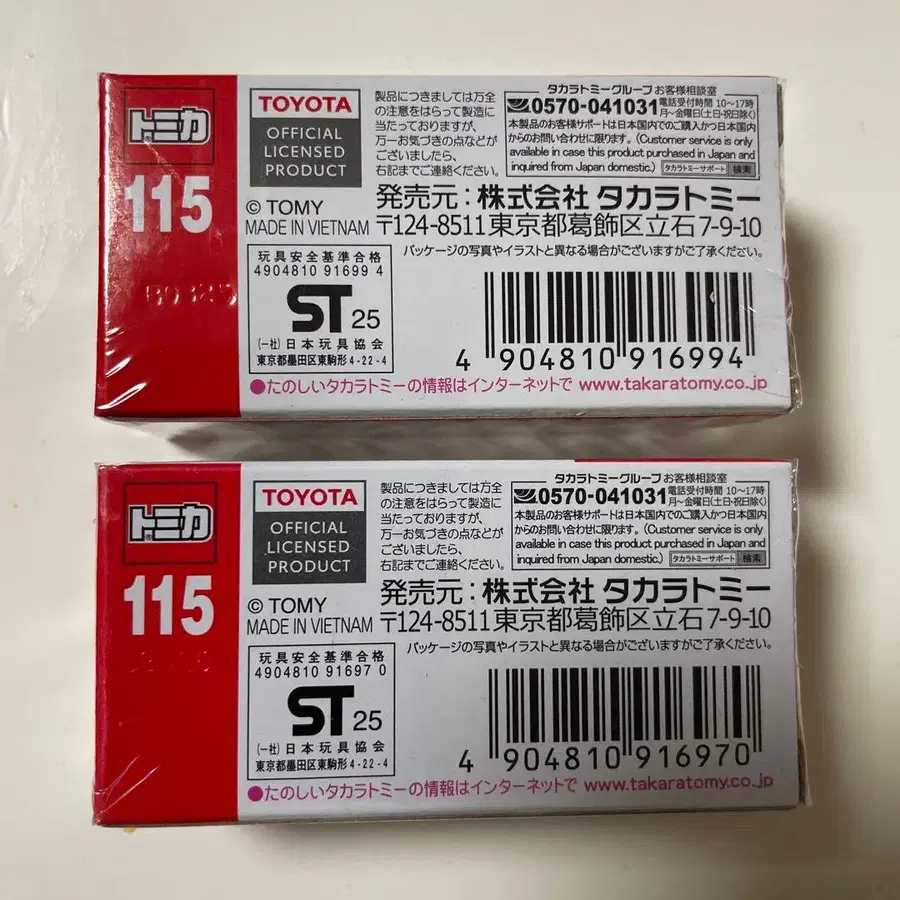 トミカ
115
TOYOTA
OFFICIAL
LICENSED
PRODUCT
製品につきましては万全
の注意をはらって製造に
当たっておりますが、
万一お気づきの点などが
ございましたら、
右記までご連絡ください。
タカラトミーグループ お客様相談室
0570-041031 電話受付時間 10〜17時
月〜金曜日(土日・祝日除く)
本製品のお客様サポートは日本国内でのご購入かつ日本国内
からのお問い合わせに限ります。(Customer service is only
available in case this product purchased in Japan and
inquired from Japan domestic.) タカラトミーサポート 検索
© TOMY
MADE IN VIETNAM
発売元：株式会社 タカラトミー
〒124-8511 東京都葛飾区立石7-9-10
パッケージの写真やイラストと異なる場合がございますがご了承ください。
玩具安全基準合格
4904810 91699 4
ST 25
(一社)日本玩具協会
東京都墨田区東駒形4-22-4
4 904810 916994
●たのしいタカラトミーの情報はインターネットで www.takaratomy.co.jp
トミカ®
115
TOYOTA
OFFICIAL
LICENSED
PRODUCT
製品につきましては万全
の注意をはらって製造に
当たっておりますが、
万一お気づきの点などが
ございましたら、
右記までご連絡ください。
タカラトミーグループ お客様相談室
0570-041031 電話受付時間 10〜17時
月〜金曜日(土日・祝日除く)
本製品のお客様サポートは日本国内でのご購入かつ日本国内
からのお問い合わせに限ります。(Customer service is only
available in case this product purchased in Japan and
inquired from Japan domestic.) タカラトミーサポート 検索
© TOMY
MADE IN VIETNAM
発売元：株式会社 タカラトミー
〒124-8511 東京都葛飾区立石7-9-10
パッケージの写真やイラストと異なる場合がございますがご了承ください。
玩具安全基準合格
4904810 91697 0
ST 25
(一社)日本玩具協会
東京都墨田区東駒形4-22-4
4 904810 916970
●たのしいタカラトミーの情報はインターネットで www.takaratomy.co.jp